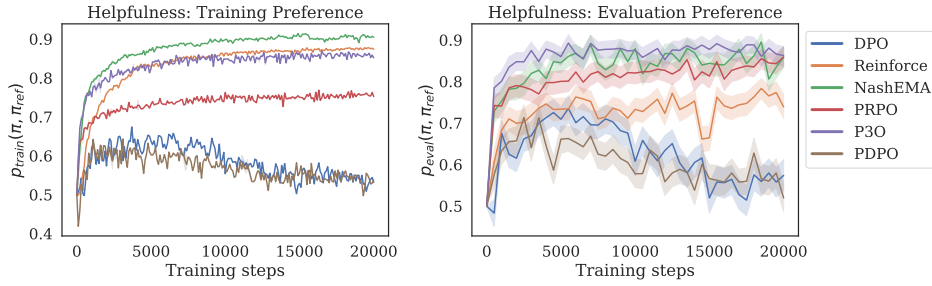 Helpfulness: Training Preference
p_train(π, π_ref)
0.9
0.8
0.7
0.6
0.5
0.4
0 5000 10000 15000 20000
Training steps
Helpfulness: Evaluation Preference
p_eval(π, π_ref)
0.9
0.8
0.7
0.6
0.5
0 5000 10000 15000 20000
Training steps
DPO
Reinforce
NashEMA
PRPO
P3O
PDPO